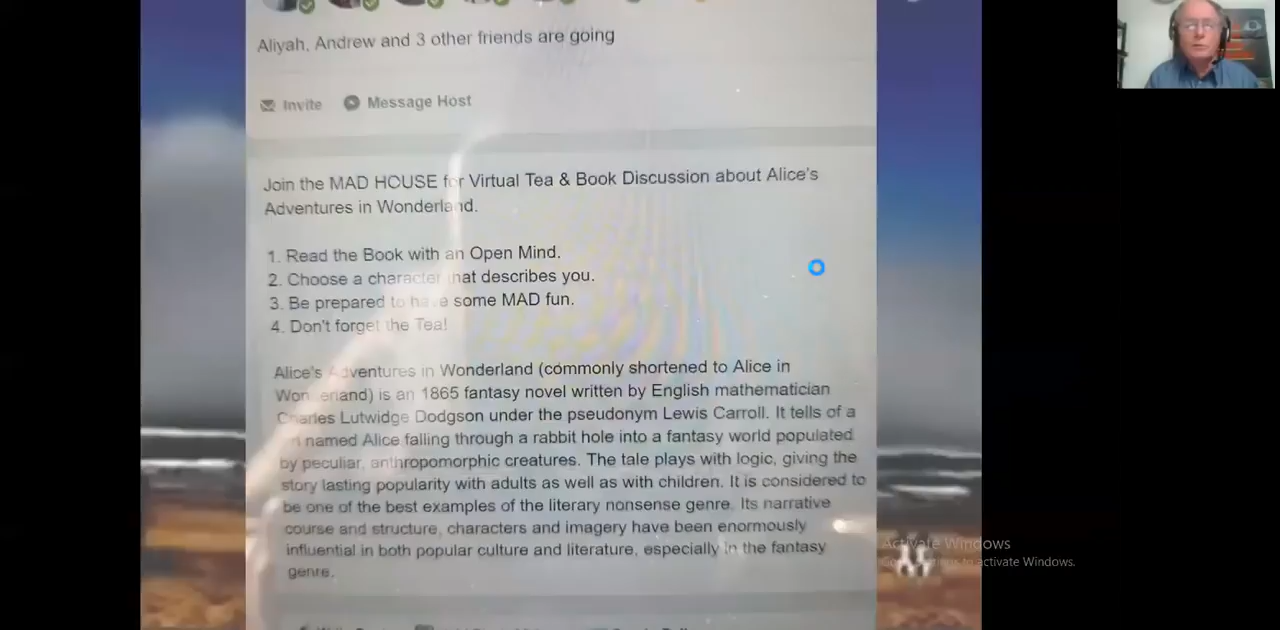 Aliyah, Andrew and 3 other friends are going
Invite Message Host
Join the MAD HOUSE for Virtual Tea & Book Discussion about Alice's
Adventures in Wonderland.
1. Read the Book with an Open Mind.
2. Choose a character that describes you.
3. Be prepared to have some MAD fun.
4. Don't forget the Tea!
Alice's Adventures in Wonderland (commonly shortened to Alice in
Wonderland) is an 1865 fantasy novel written by English mathematician
Charles Lutwidge Dodgson under the pseudonym Lewis Carroll. It tells of a
named Alice falling through a rabbit hole into a fantasy world populated
by peculiar, anthropomorphic creatures. The tale plays with logic, giving the
story lasting popularity with adults as well as with children. It is considered to
be one of the best examples of the literary nonsense genre. Its narrative
course and structure, characters and imagery have been enormously
influential in both popular culture and literature, especially in the fantasy
genre.
Activate Windows
to activate Windows.